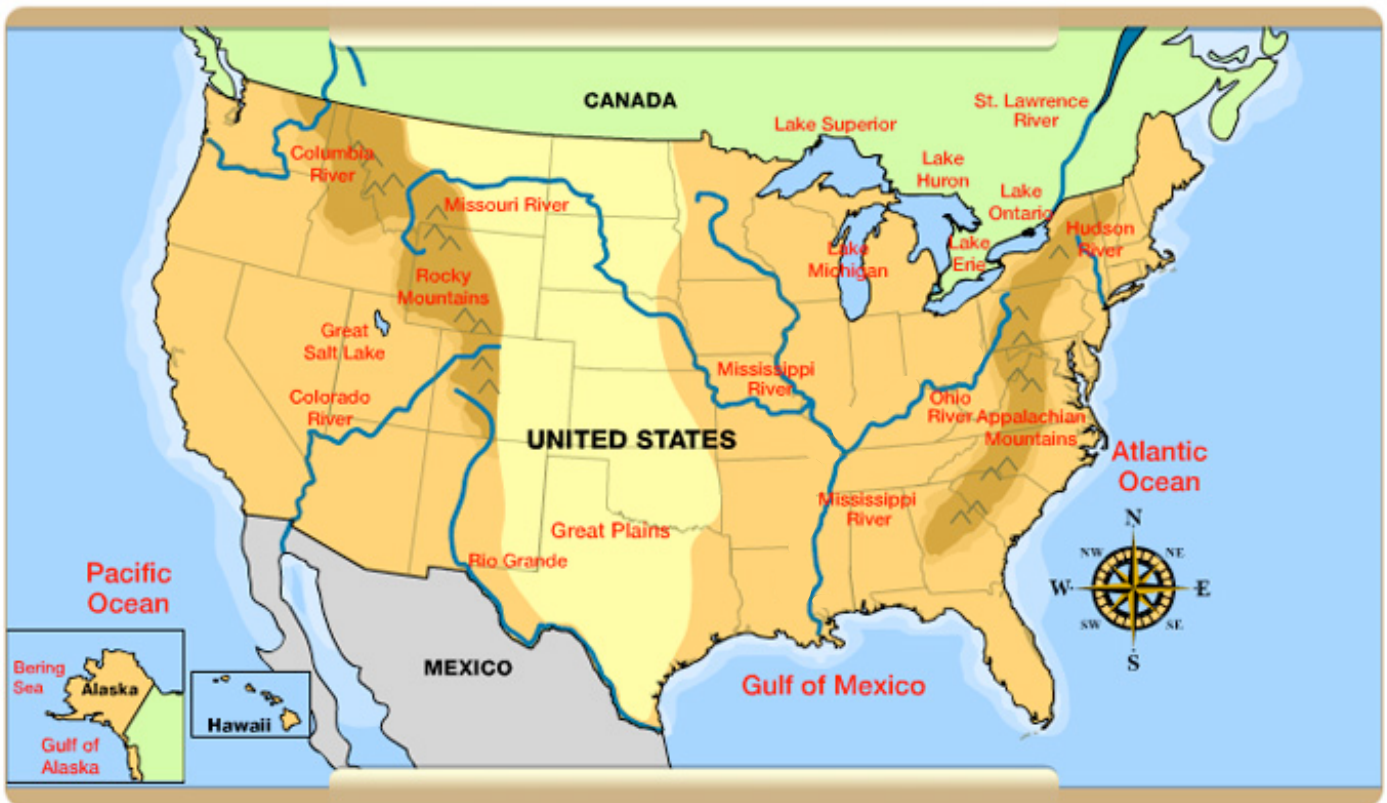 CANADA
St. Lawrence
River
Lake Superior
Lake
Huron
Columbia
River
Lake
Ontario
Missouri River
Hudson
River
Lake
Michigan
Lake
Erie
Rocky
Mountains
Great
Salt Lake
Mississippi
River
Colorado
River
Ohio
River
Appalachian
Mountains
UNITED STATES
Atlantic
Ocean
Mississippi
River
Great Plains
Rio Grande
N
NW
NE
W
E
SW
SE
S
Pacific
Ocean
MEXICO
Gulf of Mexico
Bering
Sea
Alaska
Gulf of
Alaska
Hawaii